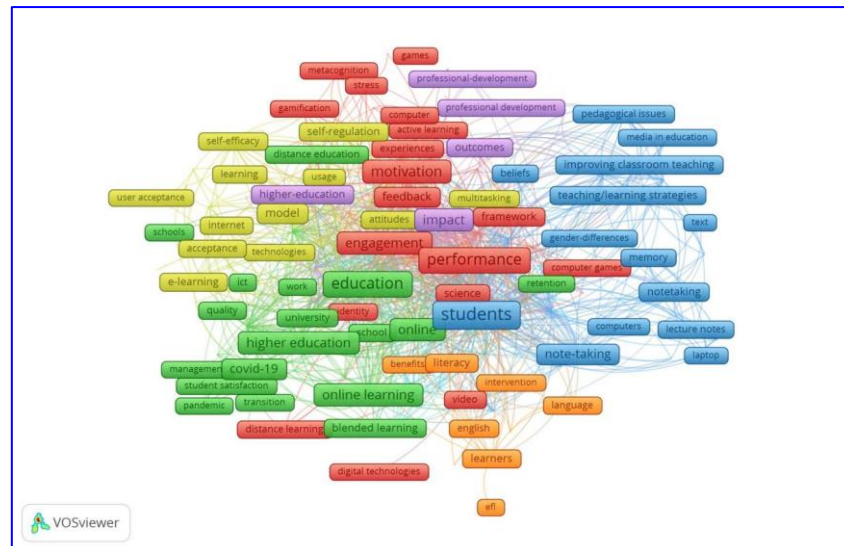 games
metacognition
professional-development
stress
gamification
computer
professional development
pedagogical issues
self-regulation
active learning
media in education
self-efficacy
distance education
experiences
outcomes
improving classroom teaching
learning
usage
motivation
beliefs
user acceptance
higher-education
feedback
multitasking
teaching/learning strategies
model
attitudes
impact
framework
text
internet
schools
engagement
gender-differences
acceptance
technologies
performance
memory
e-learning
ict
work
education
science
computer games
retention
notetaking
quality
university
identity
students
school
online
computers
lecture notes
higher education
note-taking
laptop
management
covid-19
benefits
literacy
student satisfaction
intervention
pandemic
transition
online learning
video
language
distance learning
blended learning
english
learners
digital technologies
efl
VOSviewer